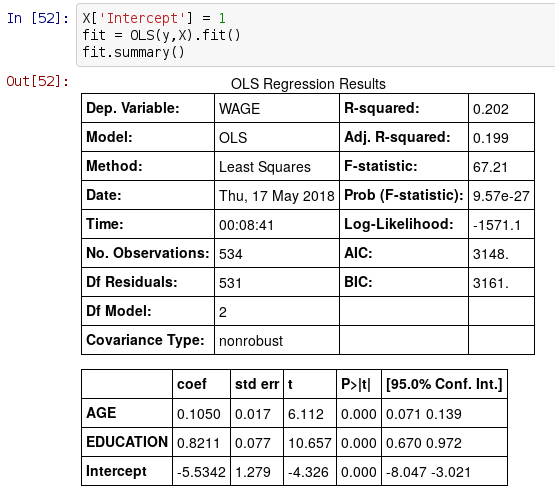 In [52]: X['Intercept'] = 1
fit = OLS(y,X).fit()
fit.summary()
Out[52]:
OLS Regression Results
Dep. Variable: WAGE R-squared: 0.202
Model: OLS Adj. R-squared: 0.199
Method: Least Squares F-statistic: 67.21
Date: Thu, 17 May 2018 Prob (F-statistic): 9.57e-27
Time: 00:08:41 Log-Likelihood: -1571.1
No. Observations: 534 AIC: 3148.
Df Residuals: 531 BIC: 3161.
Df Model: 2
Covariance Type: nonrobust
coef std err t P>|t| [95.0% Conf. Int.]
AGE 0.1050 0.017 6.112 0.000 0.071 0.139
EDUCATION 0.8211 0.077 10.657 0.000 0.670 0.972
Intercept -5.5342 1.279 -4.326 0.000 -8.047 -3.021